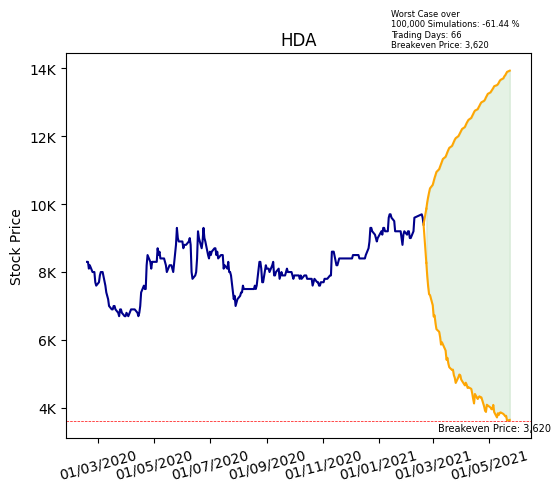 Worst Case over
100,000 Simulations: -61.44 %
Trading Days: 66
Breakeven Price: 3,620
HDA
Stock Price
14K
12K
10K
8K
6K
4K
Breakeven Price: 3,620
01/03/2020 01/05/2020 01/07/2020 01/09/2020 01/11/2020 01/01/2021 01/03/2021 01/05/2021